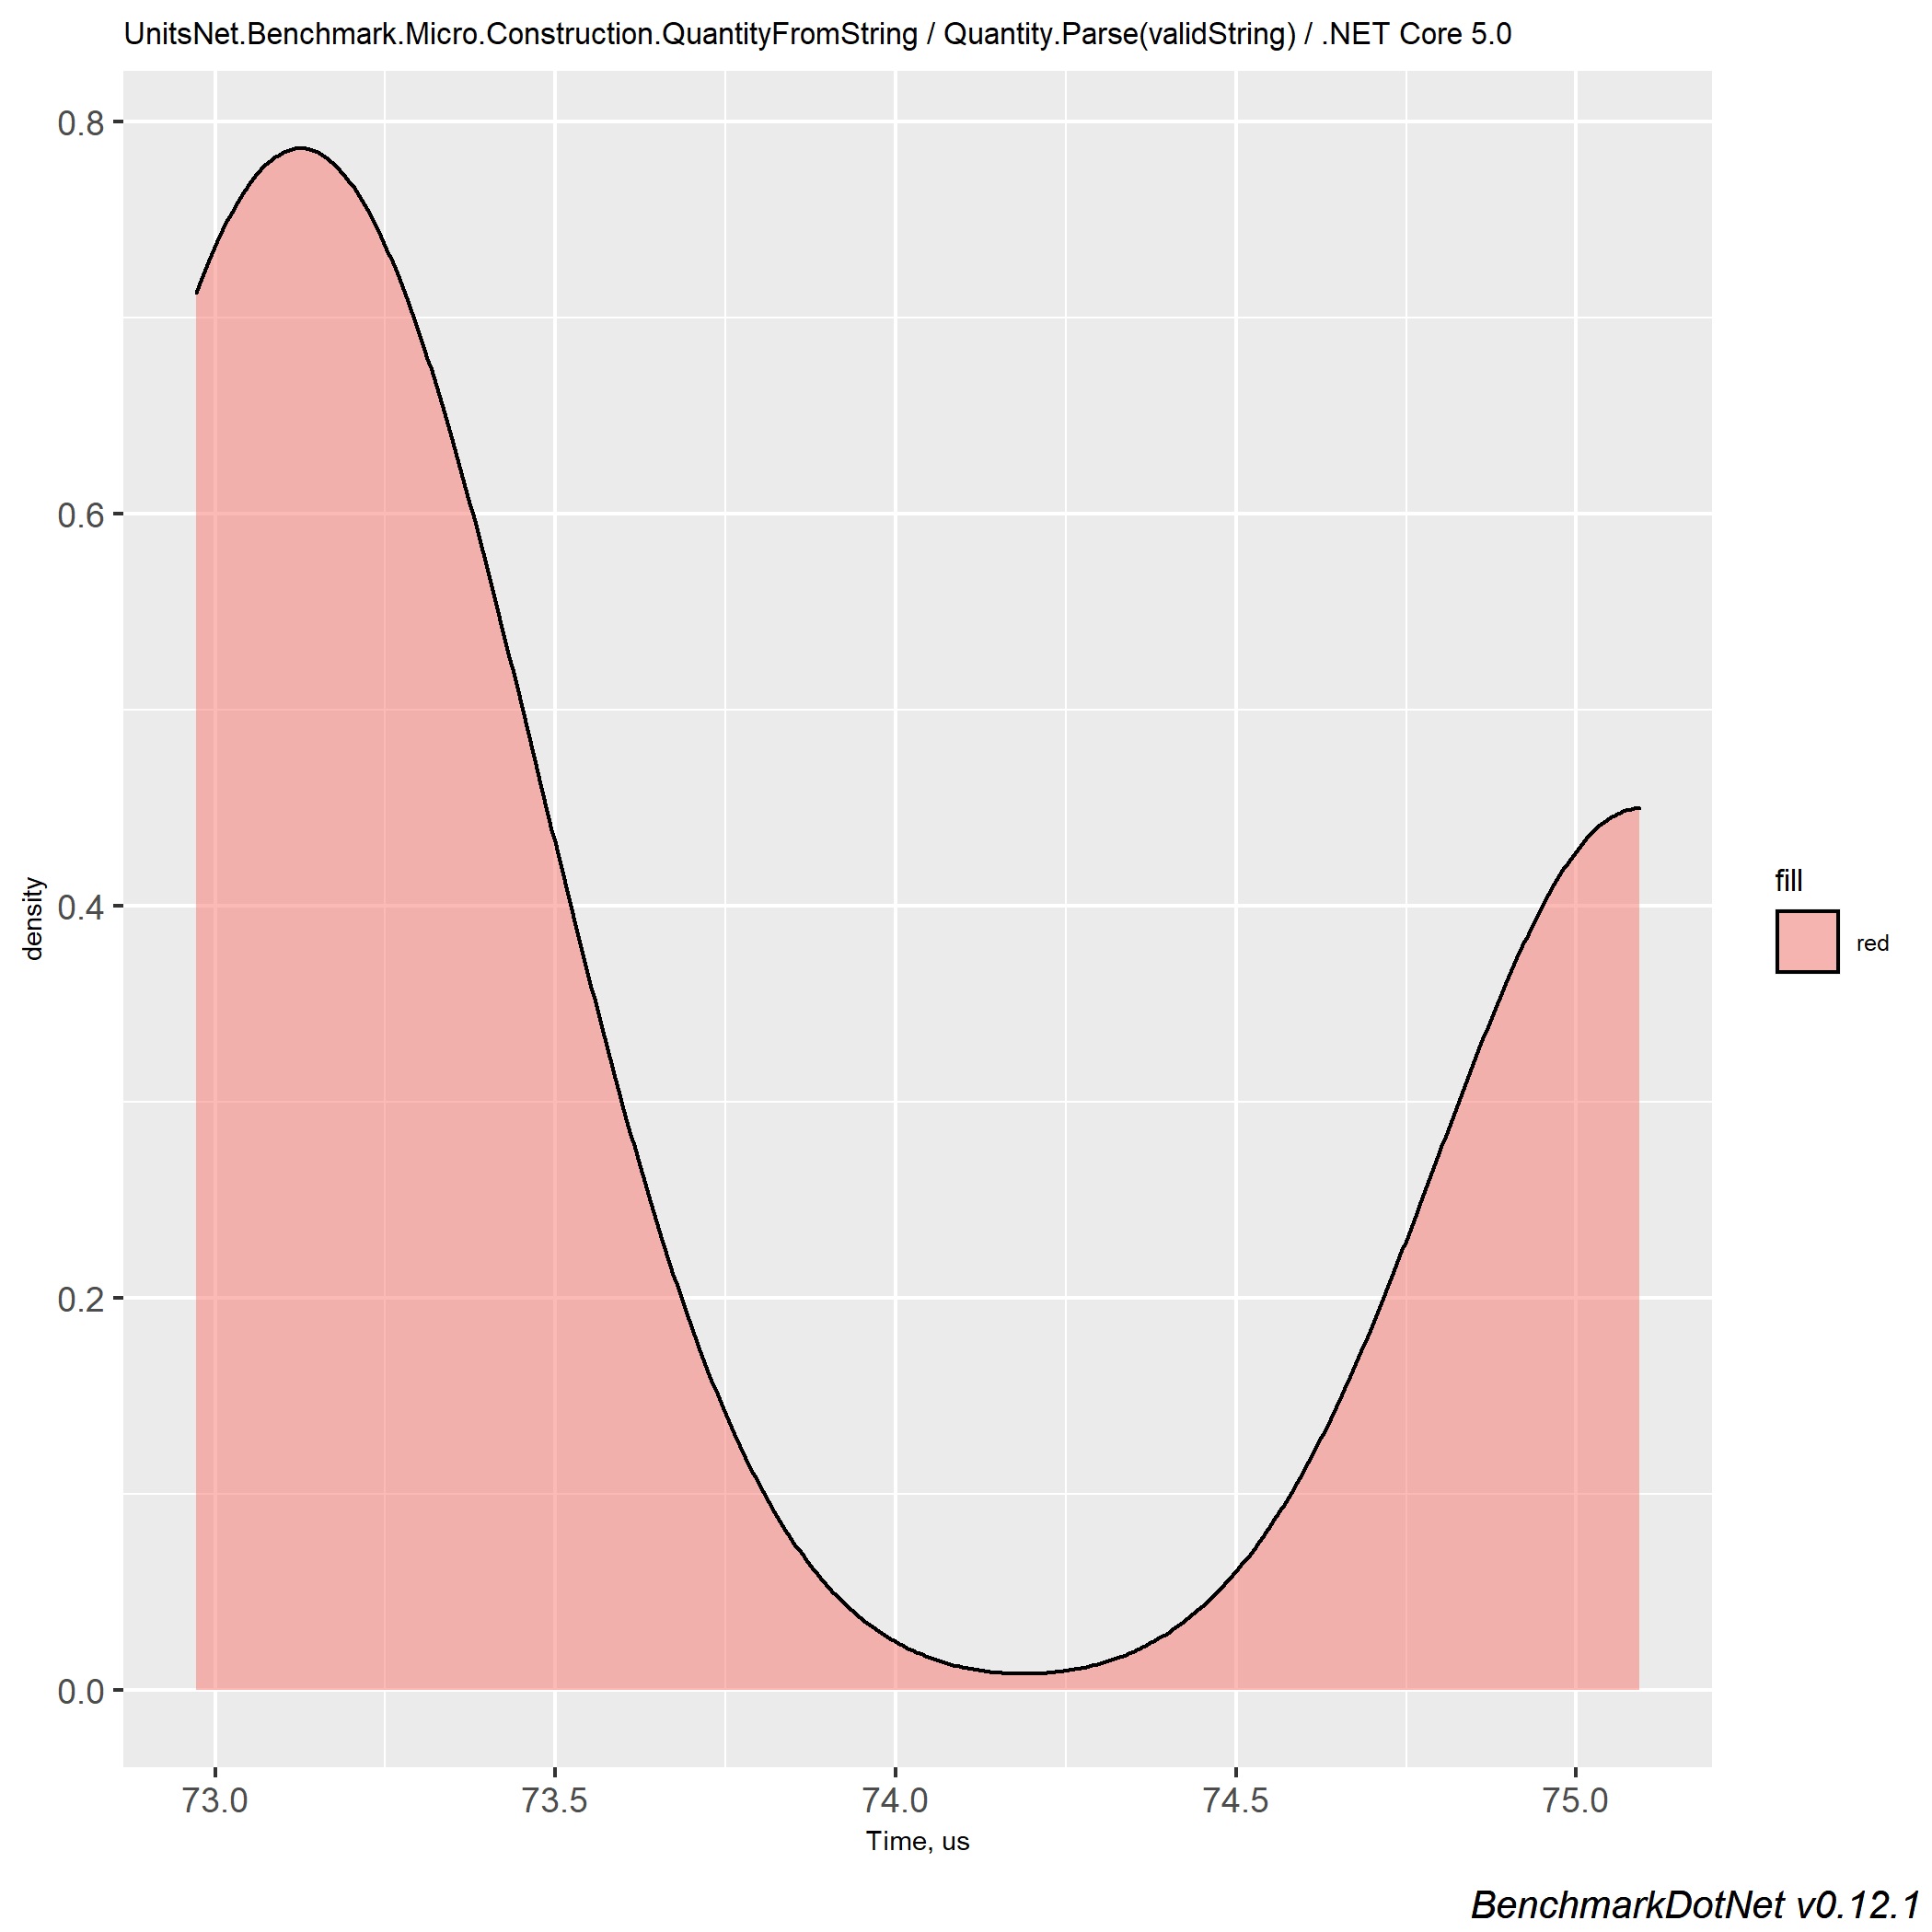 UnitsNet.Benchmark.Micro.Construction.QuantityFromString / Quantity.Parse(validString) / .NET Core 5.0
0.8
0.6
0.4
0.2
0.0
density
73.0 73.5 74.0 74.5 75.0
Time, us
fill
red
BenchmarkDotNet v0.12.1